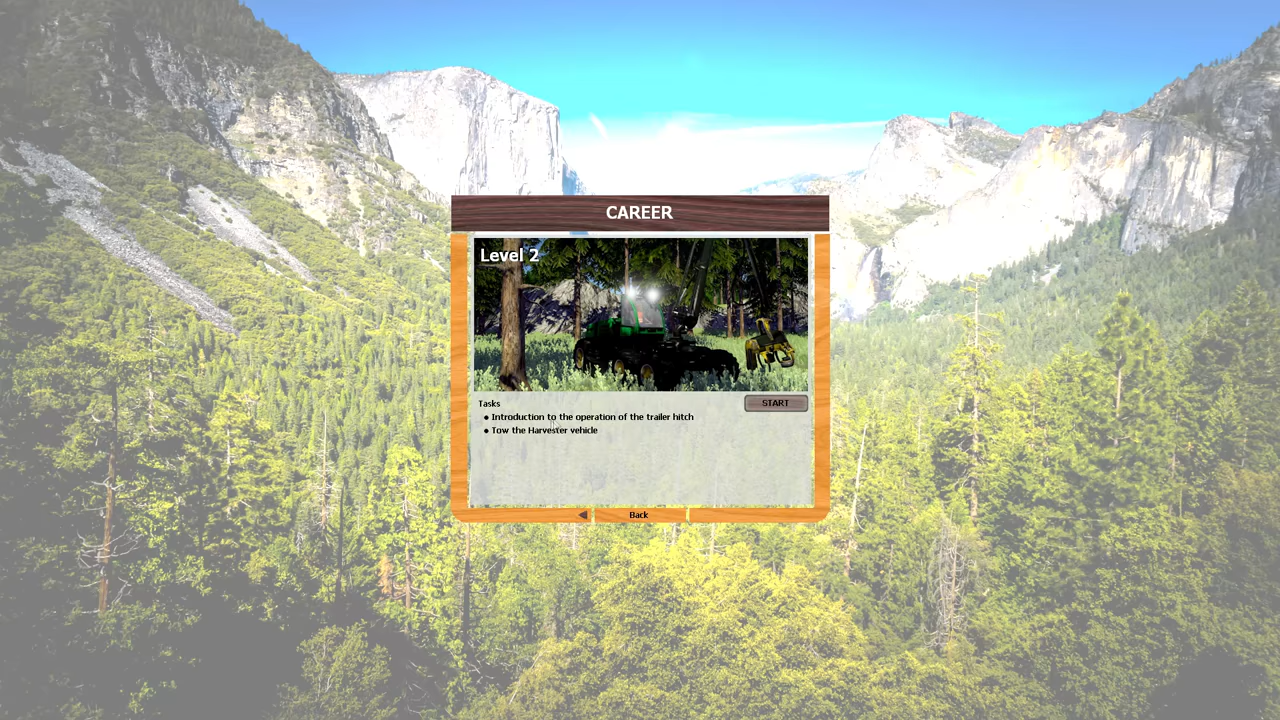 CAREER
Level 2
Tasks
START
● Introduction to the operation of the trailer hitch
● Tow the Harvester vehicle
Back